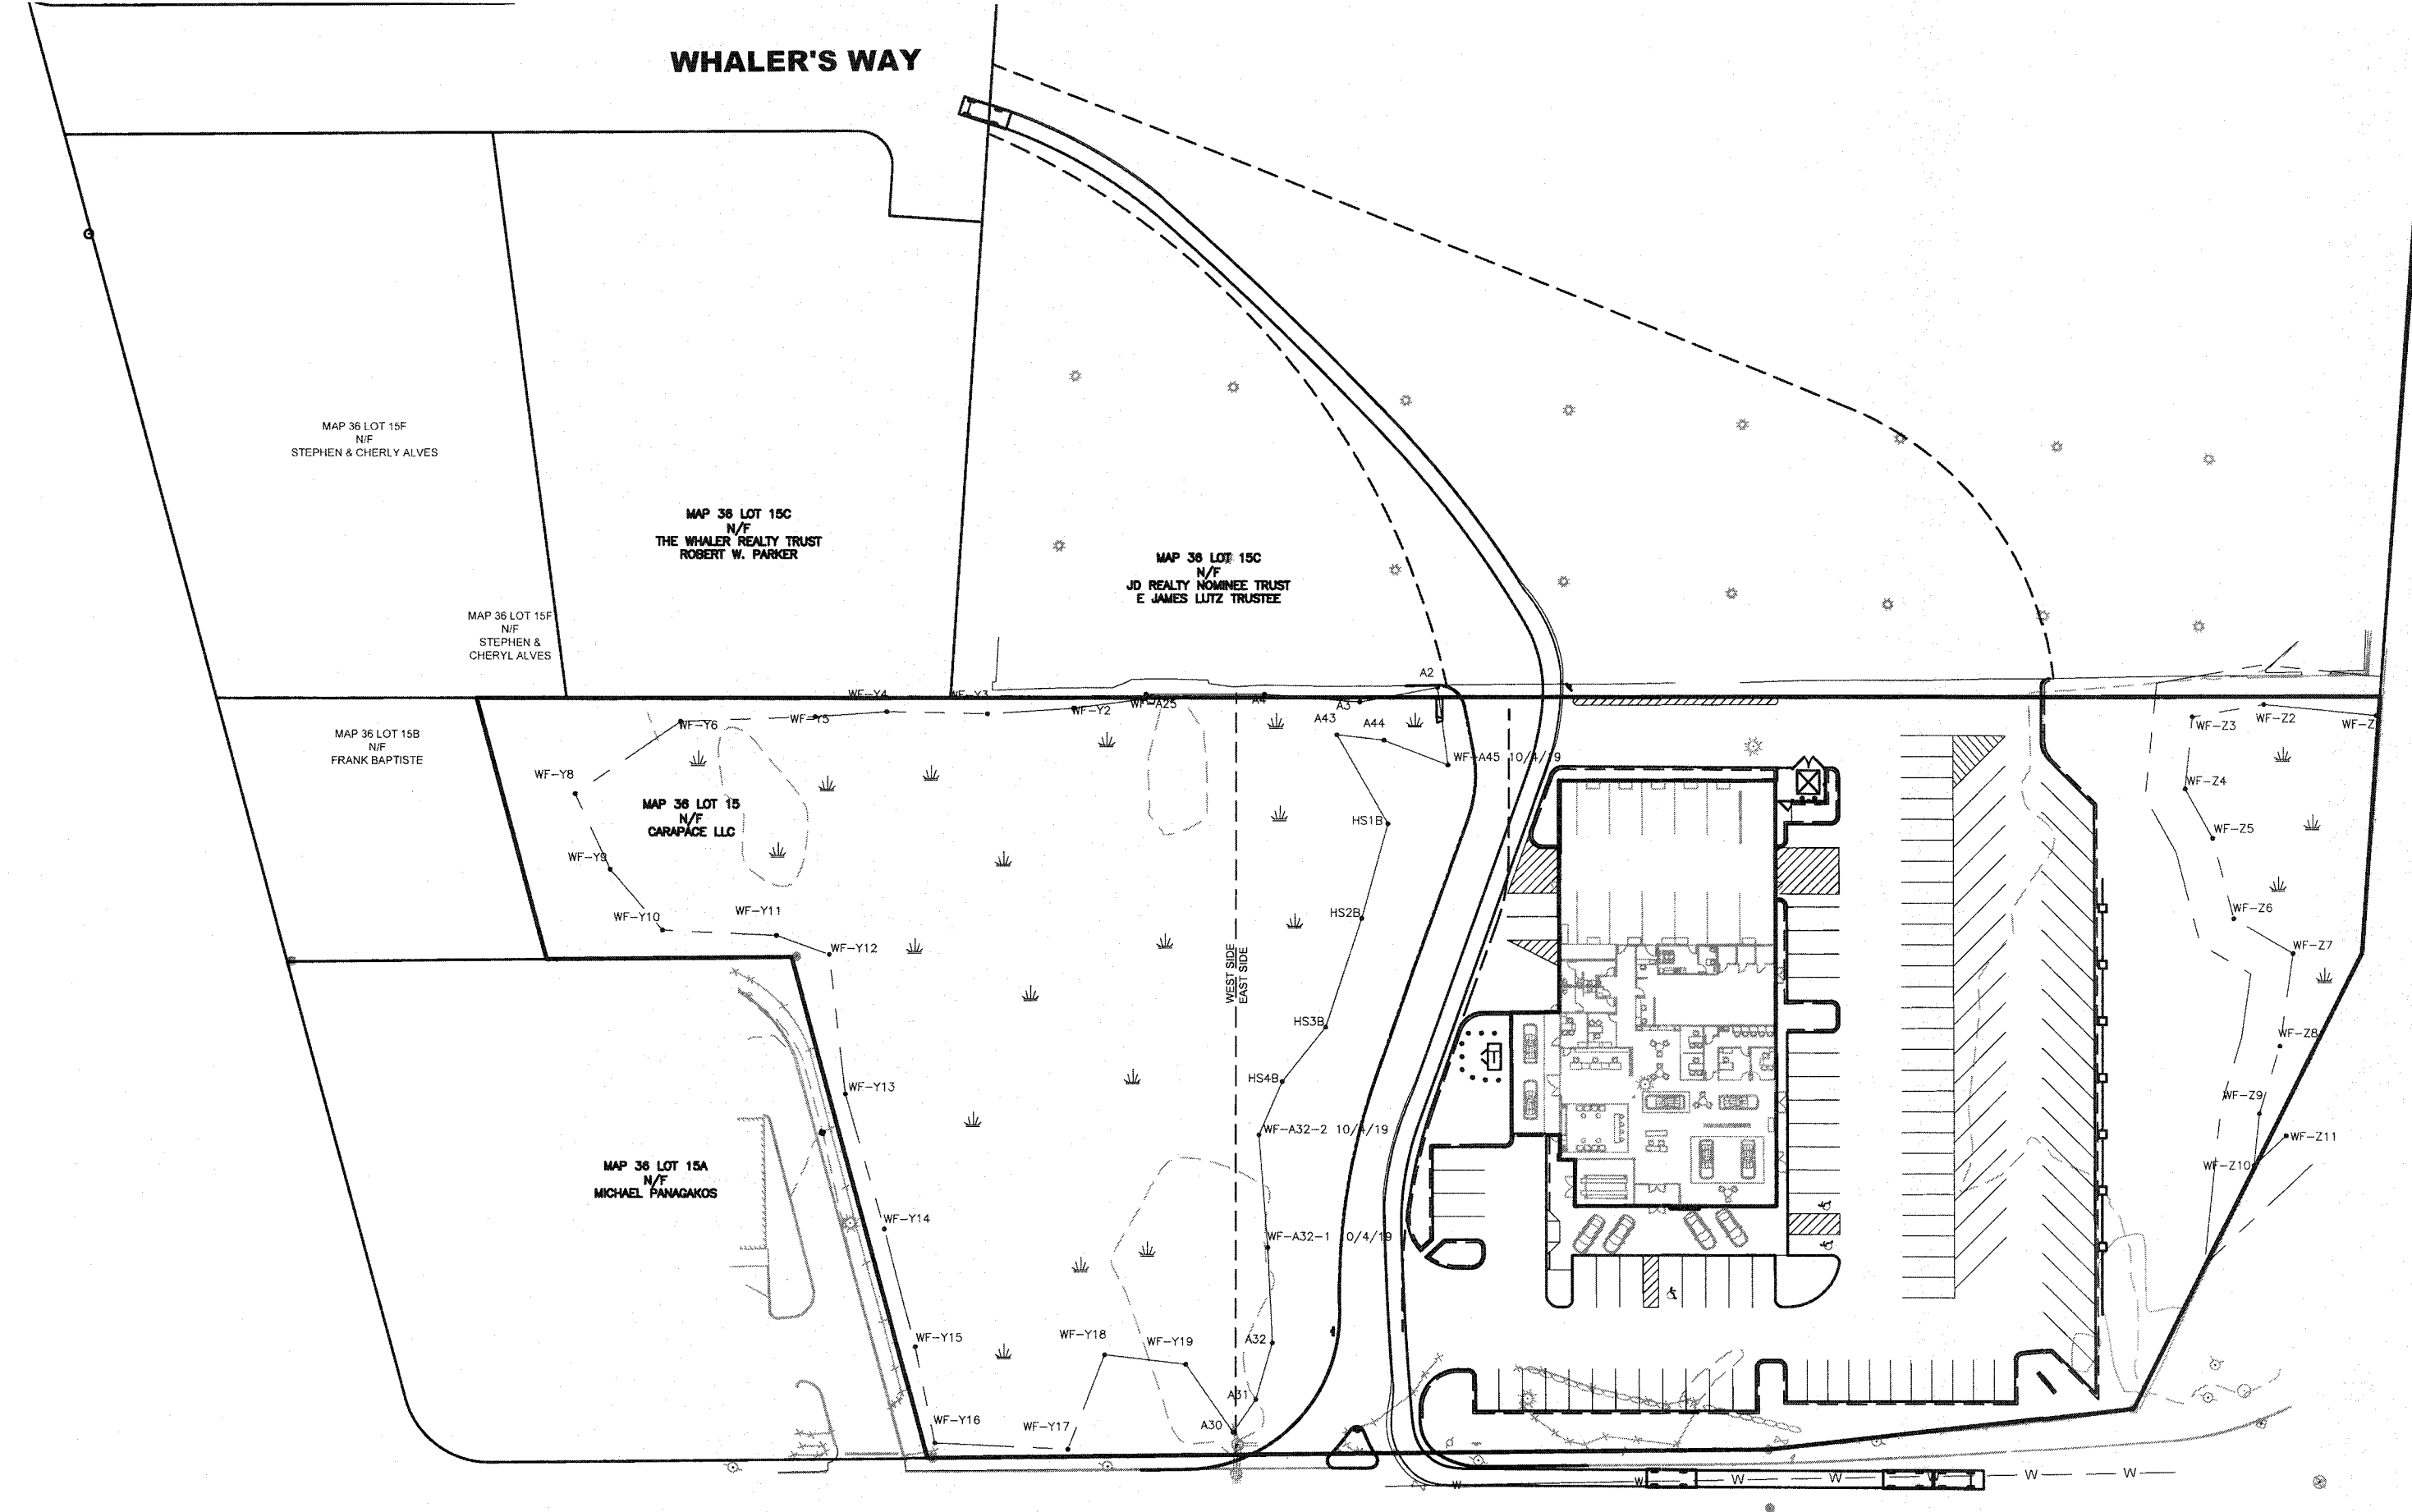 WHALER'S WAY
MAP 36 LOT 15F
N/F
STEPHEN & CHERLY ALVES
MAP 36 LOT 15C
N/F
THE WHALER REALTY TRUST
ROBERT W. PARKER
MAP 36 LOT 15C
N/F
JD REALTY NOMINEE TRUST
E JAMES LUTZ TRUSTEE
MAP 36 LOT 15F
N/F
STEPHEN &
CHERYL ALVES
A2
WF-Y4
WF-Y3
WF-Y2
WF-A25
A4
A3
WF-Y6
WF-Y5
A43
A44
WF-Z3
WF-Z2
WF-Z
MAP 36 LOT 15B
N/F
FRANK BAPTISTE
WF-A45 10/4/19
WF-Y8
WF-Z4
MAP 36 LOT 15
N/F
CARAPACE LLC
HS1B
WF-Z5
WF-Y9
WF-Y10
WF-Y11
HS2B
WF-Z6
WF-Y12
WF-Z7
WEST SIDE
EAST SIDE
HS3B
WF-Z8
HS4B
WF-Y13
WF-Z9
WF-A32-2 10/4/19
WF-Z11
WF-Z10
MAP 36 LOT 15A
N/F
MICHAEL PANAGAKOS
WF-Y14
WF-A32-1 10/4/19
WF-Y15
WF-Y18
WF-Y19
A32
A31
WF-Y16
WF-Y17
A30
W W W W W W W